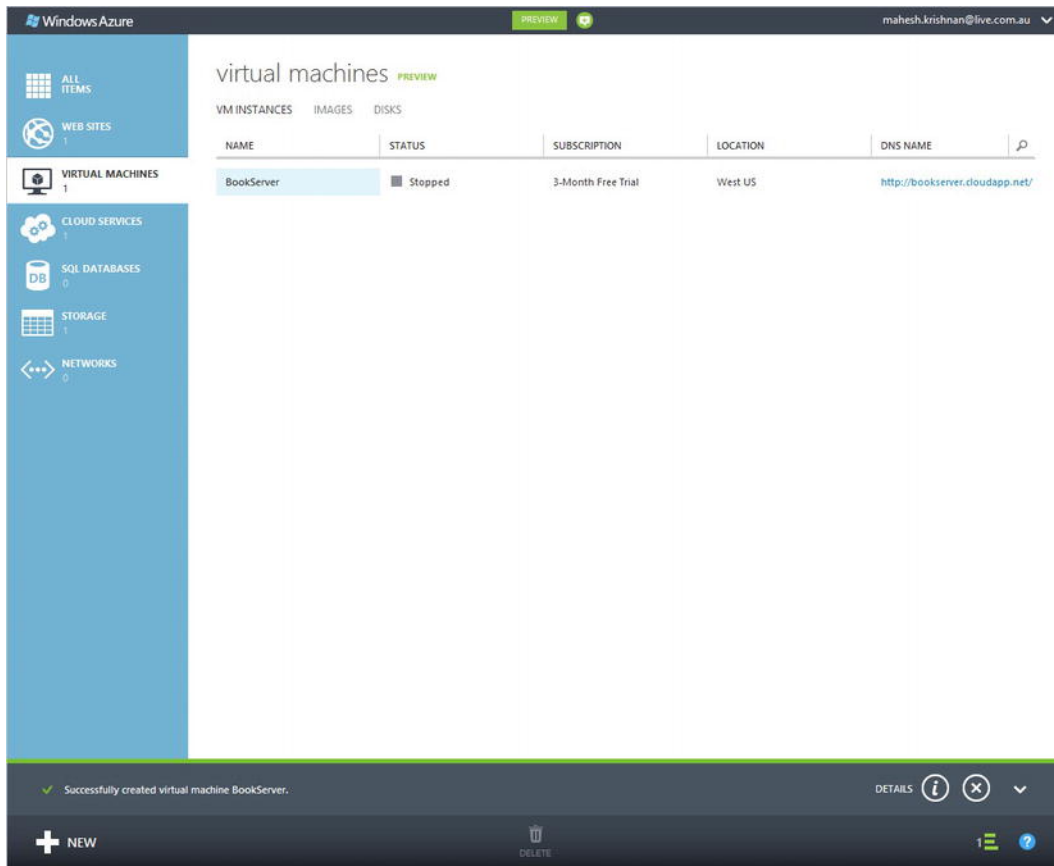 Windows Azure
PREVIEW
mahesh.krishnan@live.com.au
ALL
ITEMS
WEB SITES
1
VIRTUAL MACHINES
1
CLOUD SERVICES
1
SQL DATABASES
0
DB
STORAGE
1
NETWORKS
0
virtual machines PREVIEW
VM INSTANCES IMAGES DISKS
NAME STATUS SUBSCRIPTION LOCATION DNS NAME
BookServer Stopped 3-Month Free Trial West US http://bookserver.cloudapp.net/
Successfully created virtual machine BookServer.
DETAILS i
NEW
DELETE
1
?